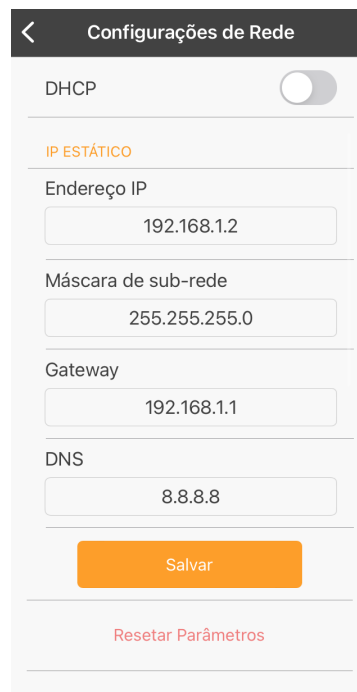 Configurações de Rede
DHCP
IP ESTÁTICO
Endereço IP
192.168.1.2
Máscara de sub-rede
255.255.255.0
Gateway
192.168.1.1
DNS
8.8.8.8
Salvar
Resetar Parâmetros